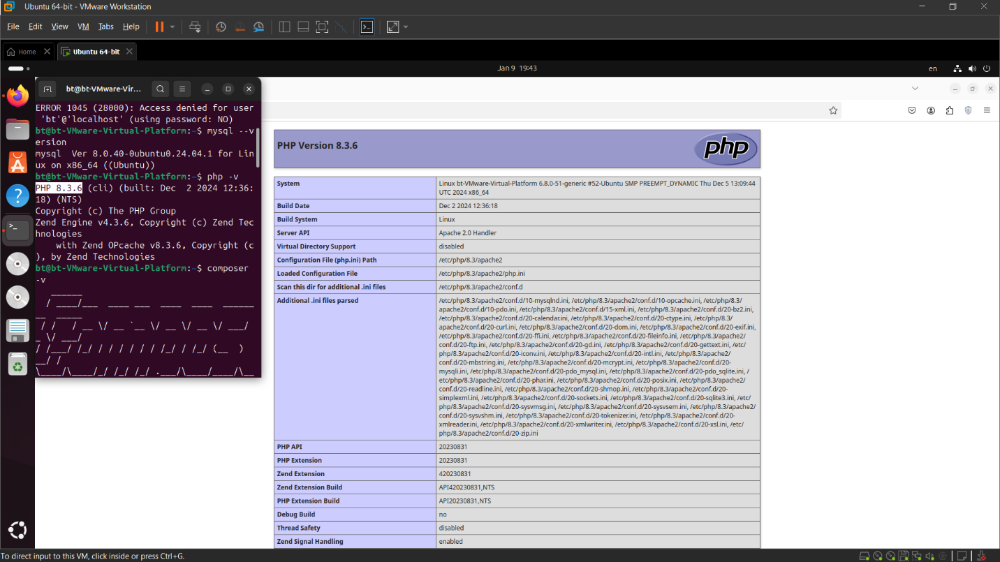 Ubuntu 64-bit - VMware Workstation
File Edit View VM Tabs Help
Home
Ubuntu 64-bit
Jan 9 19:43
en
bt@bt-VMware-Vir...
ERROR 1045 (28000): Access denied for user
'bt'@'localhost' (using password: NO)
bt@bt-VMware-Virtual-Platform:~$ mysql --v
ersion
mysql  Ver 8.0.40-0ubuntu0.24.04.1 for Lin
ux on x86_64 ((Ubuntu))
bt@bt-VMware-Virtual-Platform:~$ php -v
PHP 8.3.6 (cli) (built: Dec  2 2024 12:36:
18) (NTS)
Copyright (c) The PHP Group
Zend Engine v4.3.6, Copyright (c) Zend Tec
hnologies
with Zend OPcache v8.3.6, Copyright (c
), by Zend Technologies
bt@bt-VMware-Virtual-Platform:~$ composer
-v
PHP Version 8.3.6
php
System Linux bt-VMware-Virtual-Platform 6.8.0-51-generic #52-Ubuntu SMP PREEMPT_DYNAMIC Thu Dec 5 13:09:44
UTC 2024 x86_64
Build Date Dec 2 2024 12:36:18
Build System Linux
Server API Apache 2.0 Handler
Virtual Directory Support disabled
Configuration File (php.ini) Path /etc/php/8.3/apache2
Loaded Configuration File /etc/php/8.3/apache2/php.ini
Scan this dir for additional .ini files /etc/php/8.3/apache2/conf.d
Additional .ini files parsed /etc/php/8.3/apache2/conf.d/10-mysqlnd.ini, /etc/php/8.3/apache2/conf.d/10-opcache.ini, /etc/php/8.3/
apache2/conf.d/10-pdo.ini, /etc/php/8.3/apache2/conf.d/15-xml.ini, /etc/php/8.3/apache2/conf.d/20-bz2.ini,
/etc/php/8.3/apache2/conf.d/20-calendar.ini, /etc/php/8.3/apache2/conf.d/20-ctype.ini, /etc/php/8.3/
apache2/conf.d/20-curl.ini, /etc/php/8.3/apache2/conf.d/20-dom.ini, /etc/php/8.3/apache2/conf.d/20-exif.ini,
/etc/php/8.3/apache2/conf.d/20-ffi.ini, /etc/php/8.3/apache2/conf.d/20-fileinfo.ini, /etc/php/8.3/apache2/
conf.d/20-ftp.ini, /etc/php/8.3/apache2/conf.d/20-gd.ini, /etc/php/8.3/apache2/conf.d/20-gettext.ini, /etc/
php/8.3/apache2/conf.d/20-iconv.ini, /etc/php/8.3/apache2/conf.d/20-intl.ini, /etc/php/8.3/apache2/
conf.d/20-mbstring.ini, /etc/php/8.3/apache2/conf.d/20-mcrypt.ini, /etc/php/8.3/apache2/conf.d/20-
mysqli.ini, /etc/php/8.3/apache2/conf.d/20-pdo_mysql.ini, /etc/php/8.3/apache2/conf.d/20-pdo_sqlite.ini, /
etc/php/8.3/apache2/conf.d/20-phar.ini, /etc/php/8.3/apache2/conf.d/20-posix.ini, /etc/php/8.3/apache2/
conf.d/20-readline.ini, /etc/php/8.3/apache2/conf.d/20-shmop.ini, /etc/php/8.3/apache2/conf.d/20-
simplexml.ini, /etc/php/8.3/apache2/conf.d/20-sockets.ini, /etc/php/8.3/apache2/conf.d/20-sqlite3.ini, /etc/
php/8.3/apache2/conf.d/20-sysvmsg.ini, /etc/php/8.3/apache2/conf.d/20-sysvsem.ini, /etc/php/8.3/apache2/
conf.d/20-sysvshm.ini, /etc/php/8.3/apache2/conf.d/20-tokenizer.ini, /etc/php/8.3/apache2/conf.d/20-
xmlreader.ini, /etc/php/8.3/apache2/conf.d/20-xmlwriter.ini, /etc/php/8.3/apache2/conf.d/20-xsl.ini, /etc/
php/8.3/apache2/conf.d/20-zip.ini
PHP API 20230831
PHP Extension 20230831
Zend Extension 420230831
Zend Extension Build API420230831,NTS
PHP Extension Build API20230831,NTS
Debug Build no
Thread Safety disabled
Zend Signal Handling enabled
To direct input to this VM, click inside or press Ctrl+G.